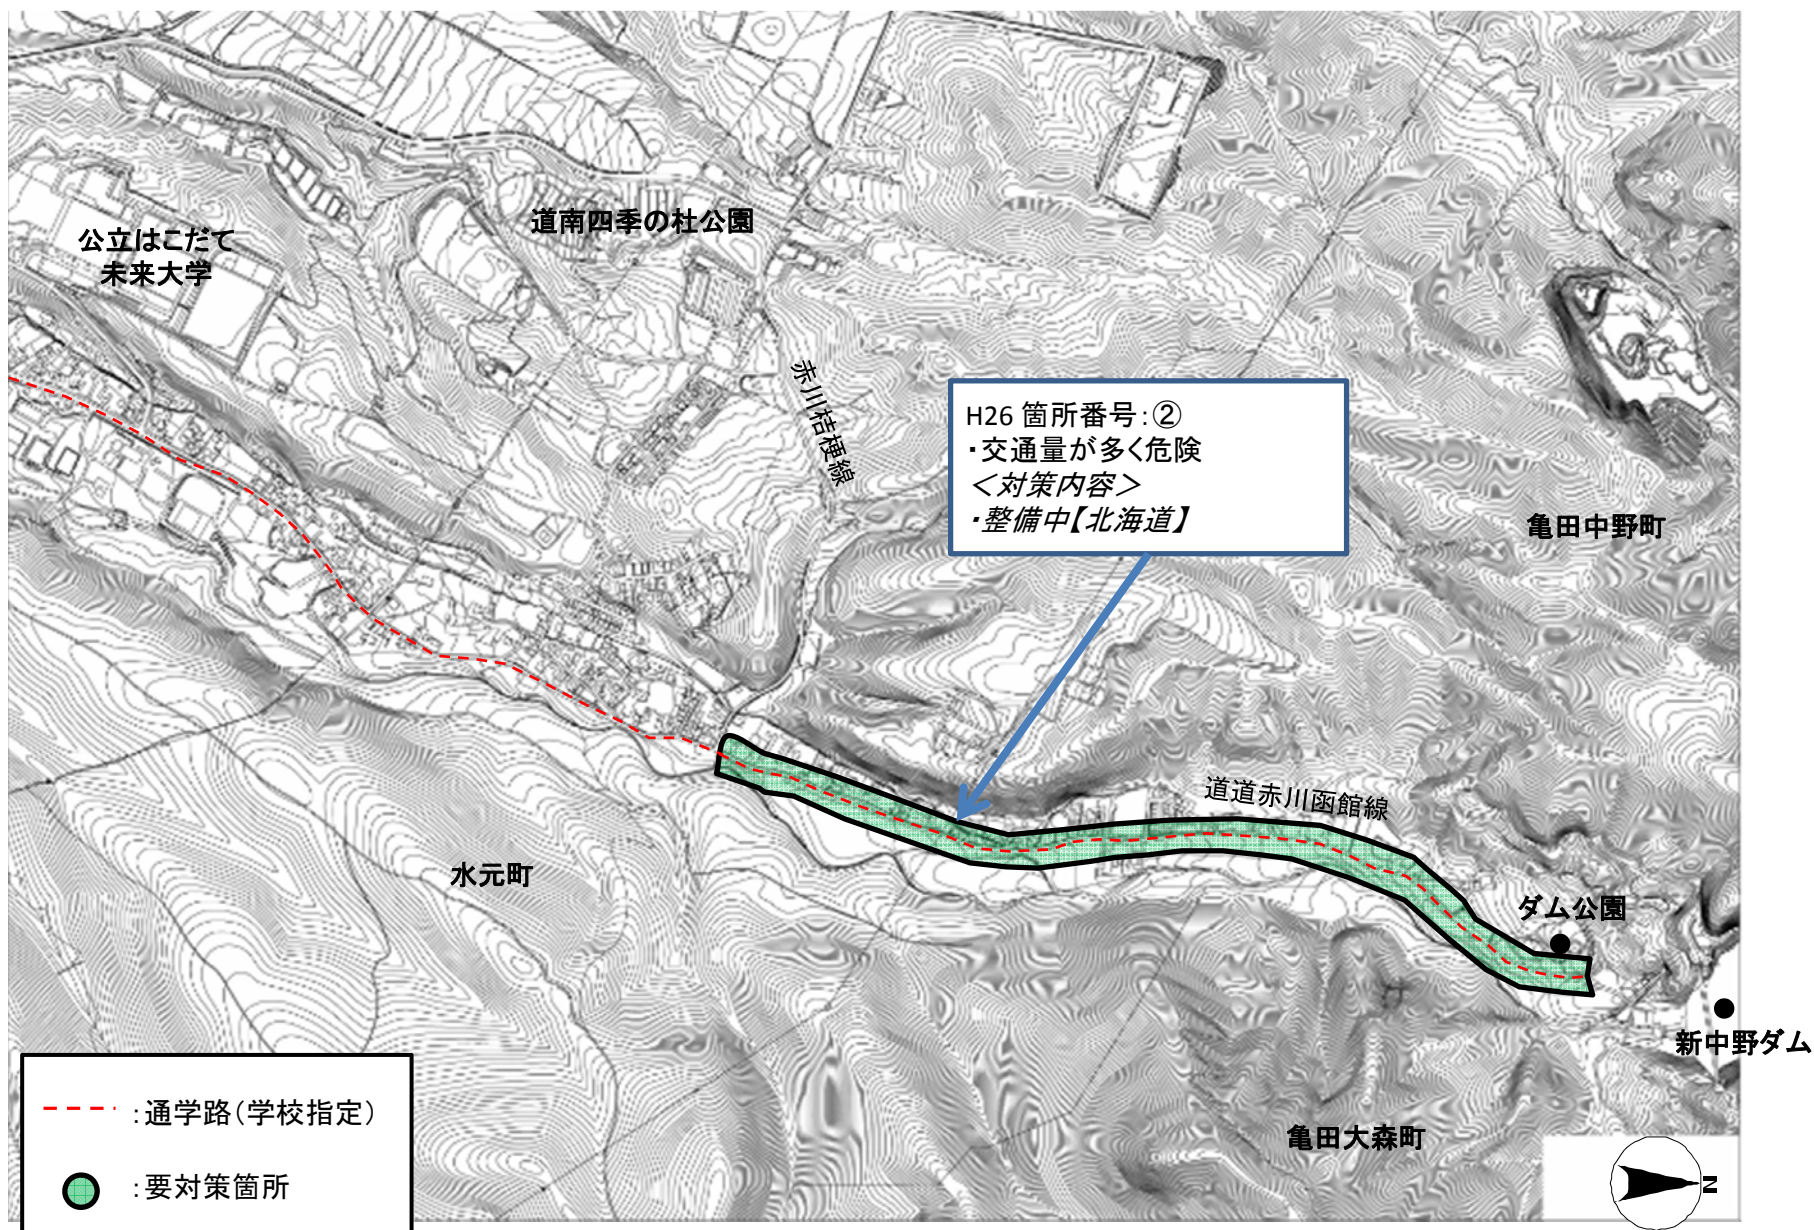 道南四季の杜公園
公立はこだて
未来大学
赤川桔梗線
H26 箇所番号：②
・交通量が多く危険
＜対策内容＞
・整備中【北海道】
亀田中野町
道道赤川函館線
水元町
ダム公園
新中野ダム
亀田大森町
：通学路（学校指定）
：要対策箇所
N